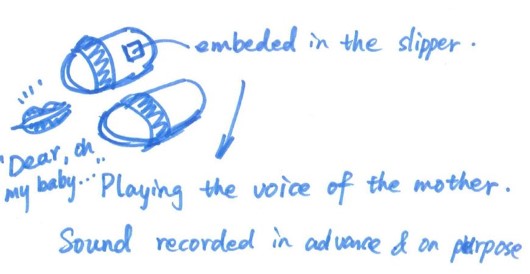 embeded in the slipper.
"Dear, oh
my baby..."
Playing the voice of the mother.
Sound recorded in advance & on purpose